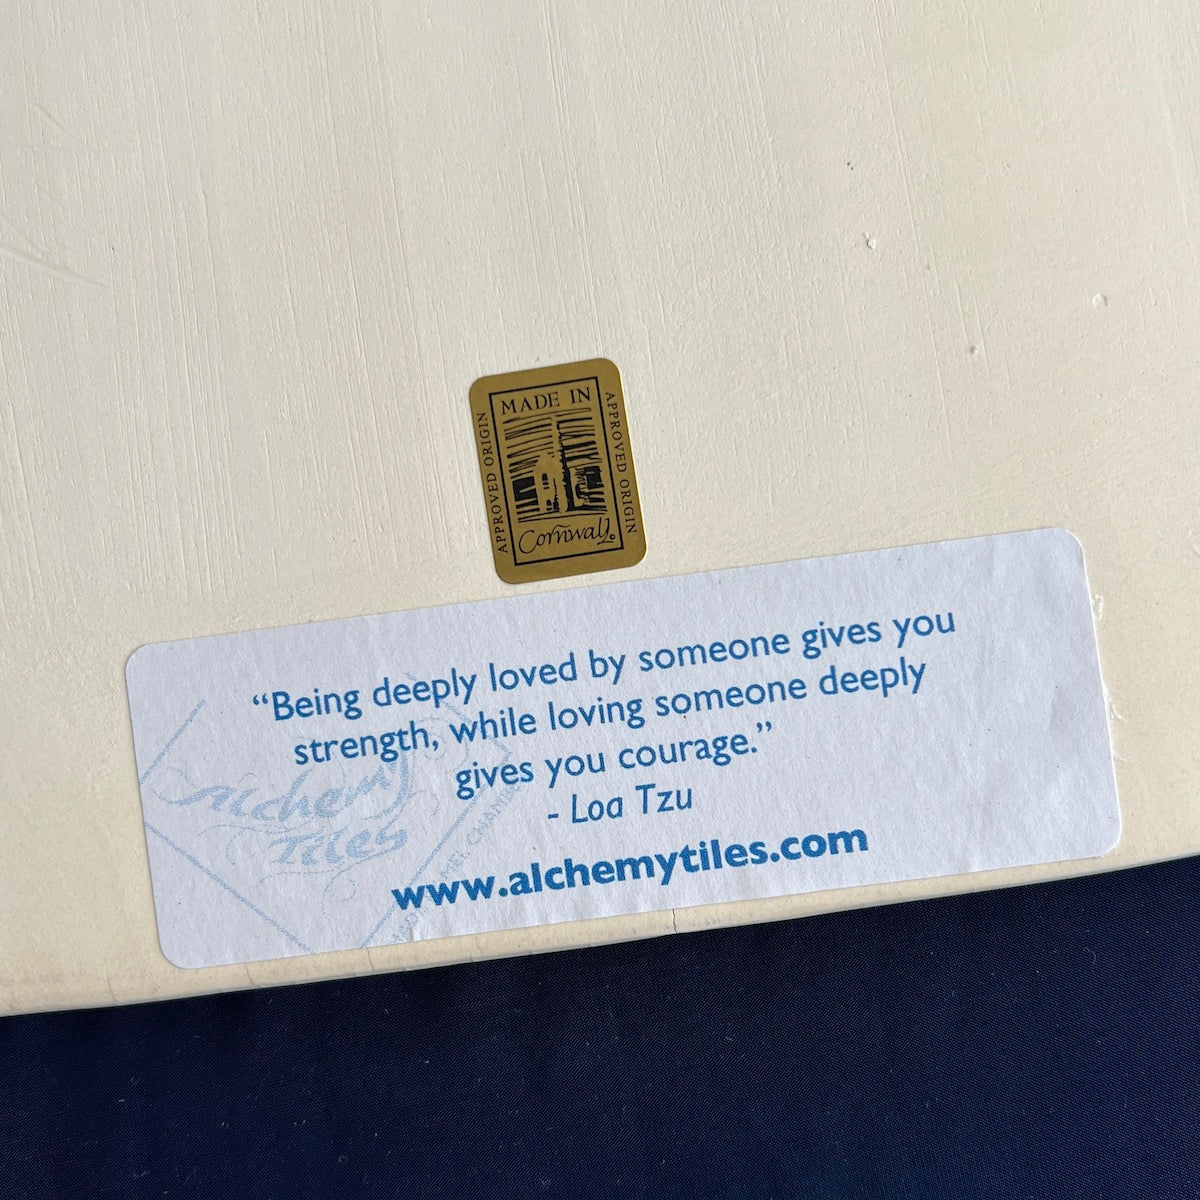 MADE IN
APPROVED ORIGIN
APPROVED ORIGIN
Cornwall
“Being deeply loved by someone gives you
strength, while loving someone deeply
gives you courage.”
- Loa Tzu
www.alchemytiles.com
Alchemy
Tiles